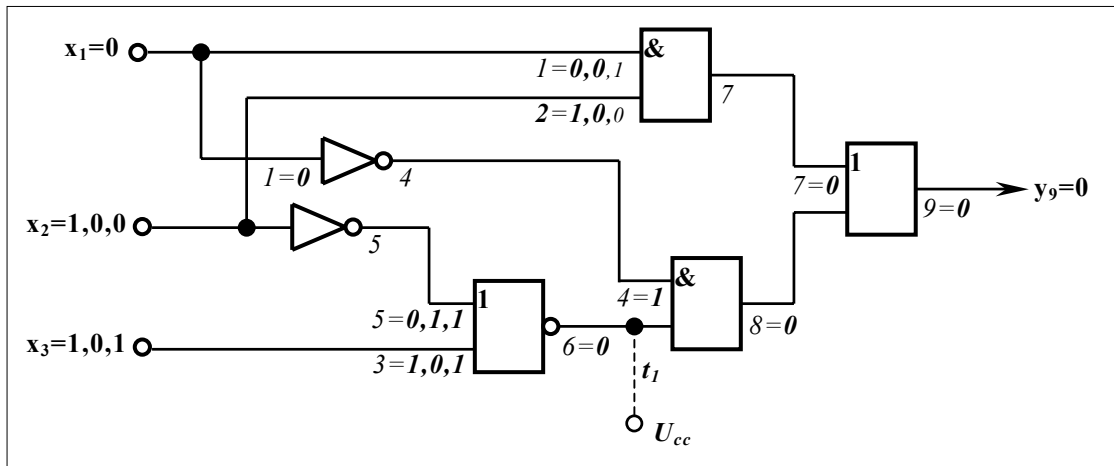 x₁=0
&
1=0,0,1
7
2=1,0,0
1=0
4
1
7=0
y₉=0
9=0
x₂=1,0,0
5
&
4=1
8=0
1
5=0,1,1
x₃=1,0,1
3=1,0,1
6=0
t₁
U_cc